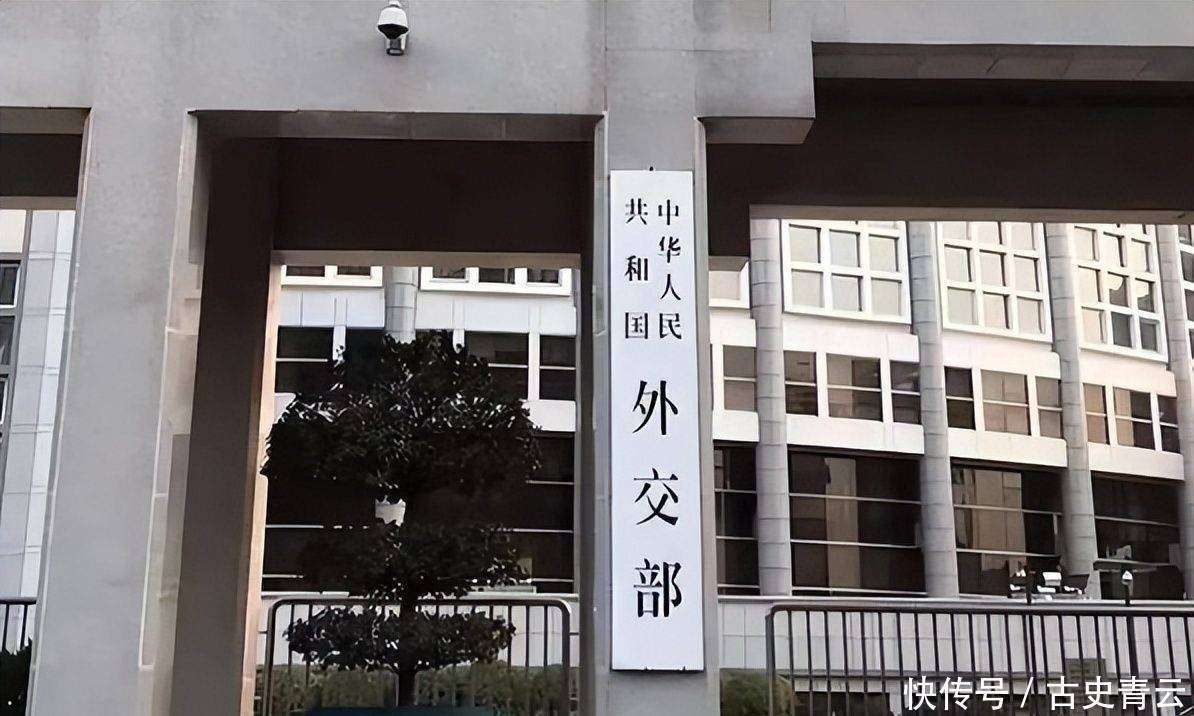 中华人民
共和国
外交部
快传号 / 古史青云